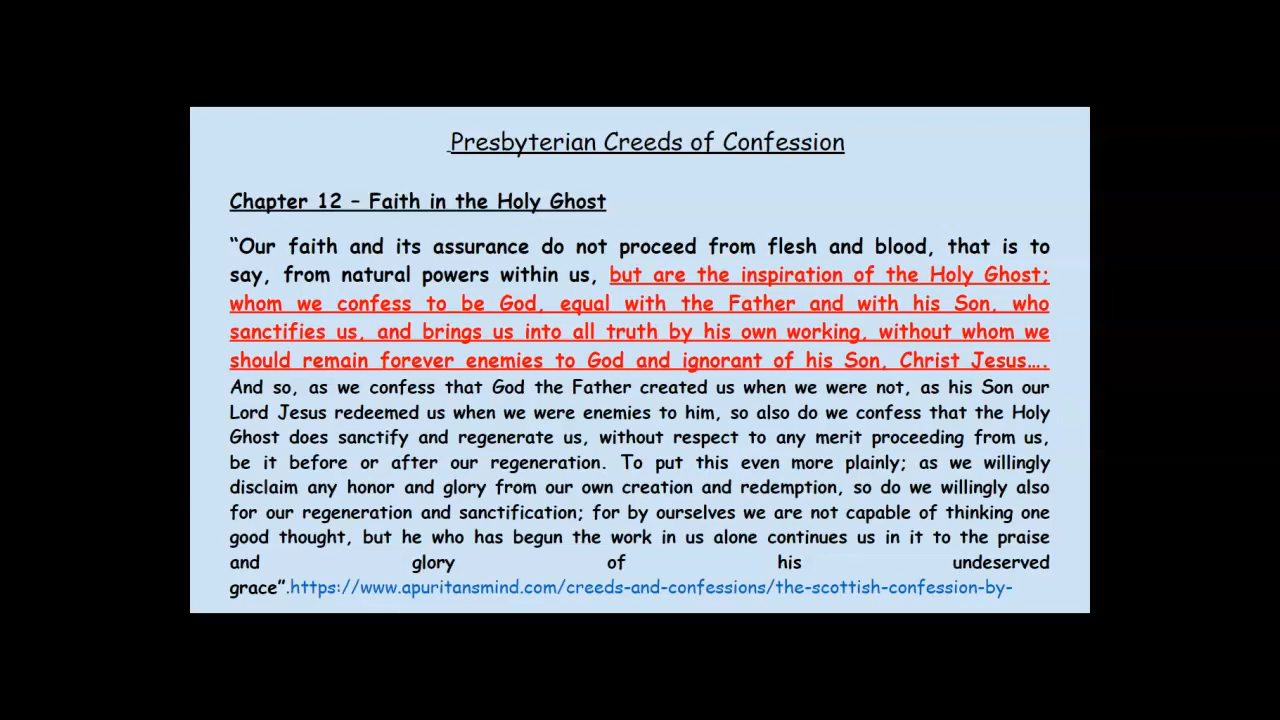 Presbyterian Creeds of Confession
Chapter 12 – Faith in the Holy Ghost
“Our faith and its assurance do not proceed from flesh and blood, that is to
say, from natural powers within us, but are the inspiration of the Holy Ghost;
whom we confess to be God, equal with the Father and with his Son, who
sanctifies us, and brings us into all truth by his own working, without whom we
should remain forever enemies to God and ignorant of his Son, Christ Jesus….
And so, as we confess that God the Father created us when we were not, as his Son our
Lord Jesus redeemed us when we were enemies to him, so also do we confess that the Holy
Ghost does sanctify and regenerate us, without respect to any merit proceeding from us,
be it before or after our regeneration. To put this even more plainly; as we willingly
disclaim any honor and glory from our own creation and redemption, so do we willingly also
for our regeneration and sanctification; for by ourselves we are not capable of thinking one
good thought, but he who has begun the work in us alone continues us in it to the praise
and glory of his undeserved
grace”.https://www.apuritansmind.com/creeds-and-confessions/the-scottish-confession-by-